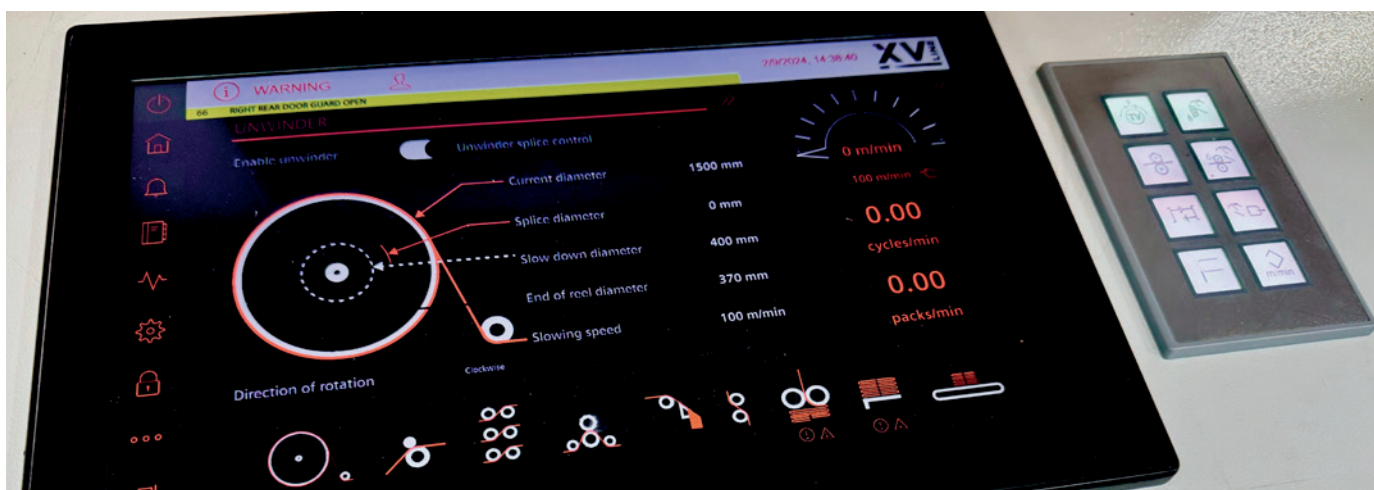 WARNING
2/9/2024, 14:38:40
XV
LINE
66 RIGHT REAR DOOR GUARD OPEN
UNWINDER
Enable unwinder
Unwinder splice control
Current diameter 1500 mm
Splice diameter 0 mm
Slow down diameter 400 mm
End of reel diameter 370 mm
Slowing speed 100 m/min
Direction of rotation
Clockwise
0 m/min
100 m/min
0.00
cycles/min
0.00
packs/min
m/min